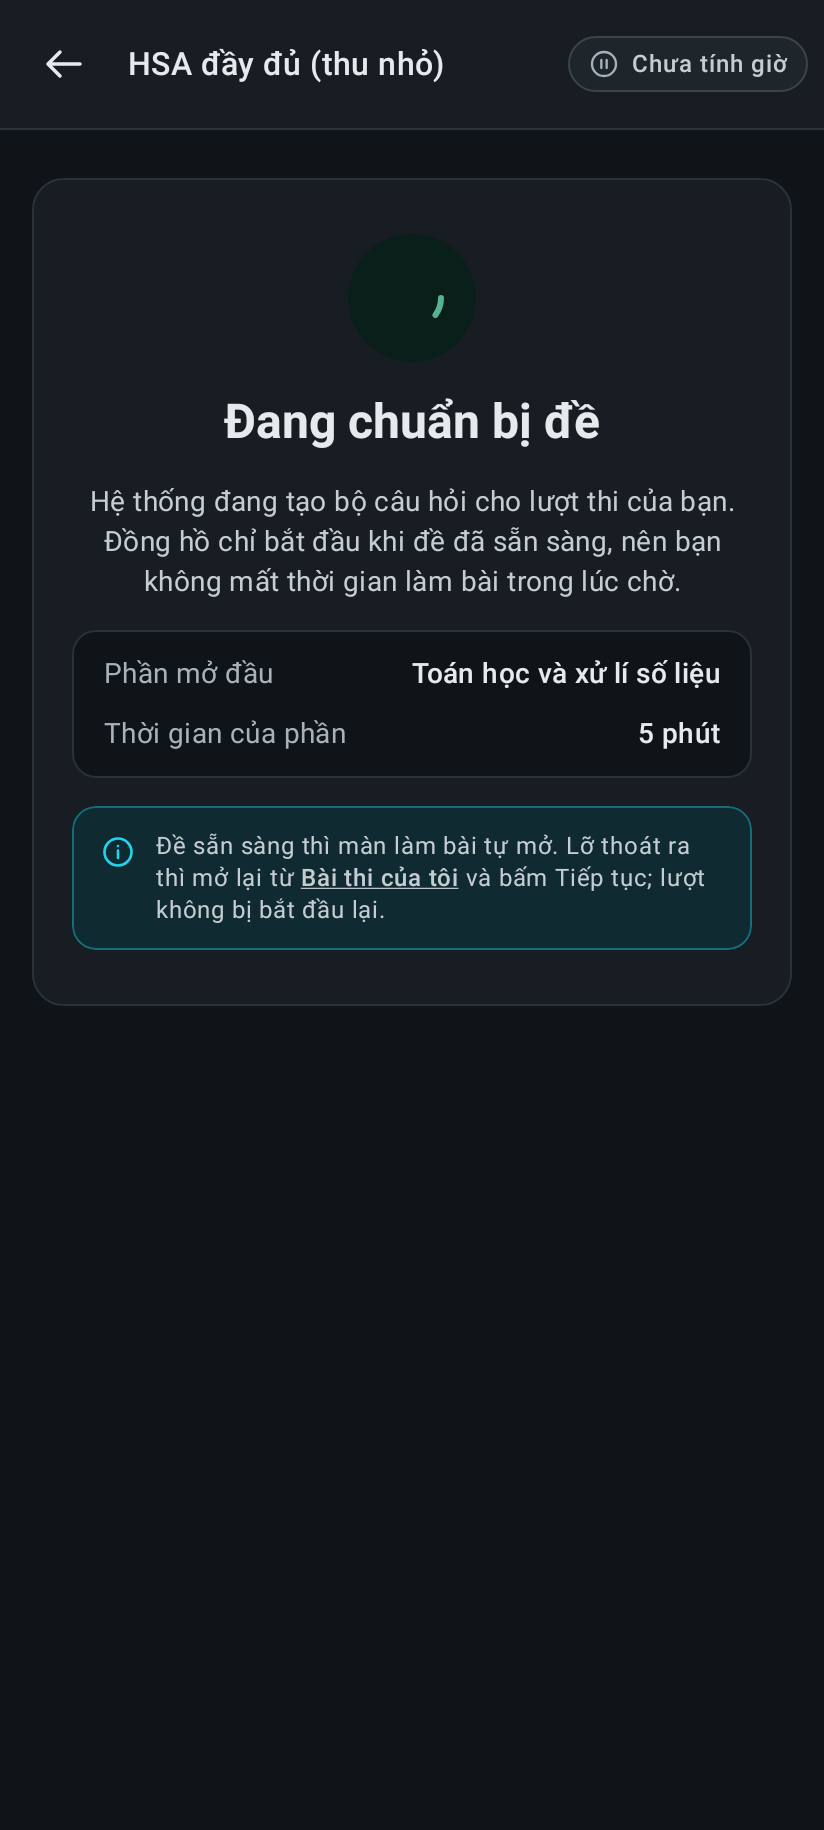 HSA đầy đủ (thu nhỏ)
Chưa tính giờ
Đang chuẩn bị đề
Hệ thống đang tạo bộ câu hỏi cho lượt thi của bạn.
Đồng hồ chỉ bắt đầu khi đề đã sẵn sàng, nên bạn
không mất thời gian làm bài trong lúc chờ.
Phần mở đầu
Toán học và xử lí số liệu
Thời gian của phần
5 phút
Đề sẵn sàng thì màn làm bài tự mở. Lỡ thoát ra
thì mở lại từ Bài thi của tôi và bấm Tiếp tục; lượt
không bị bắt đầu lại.